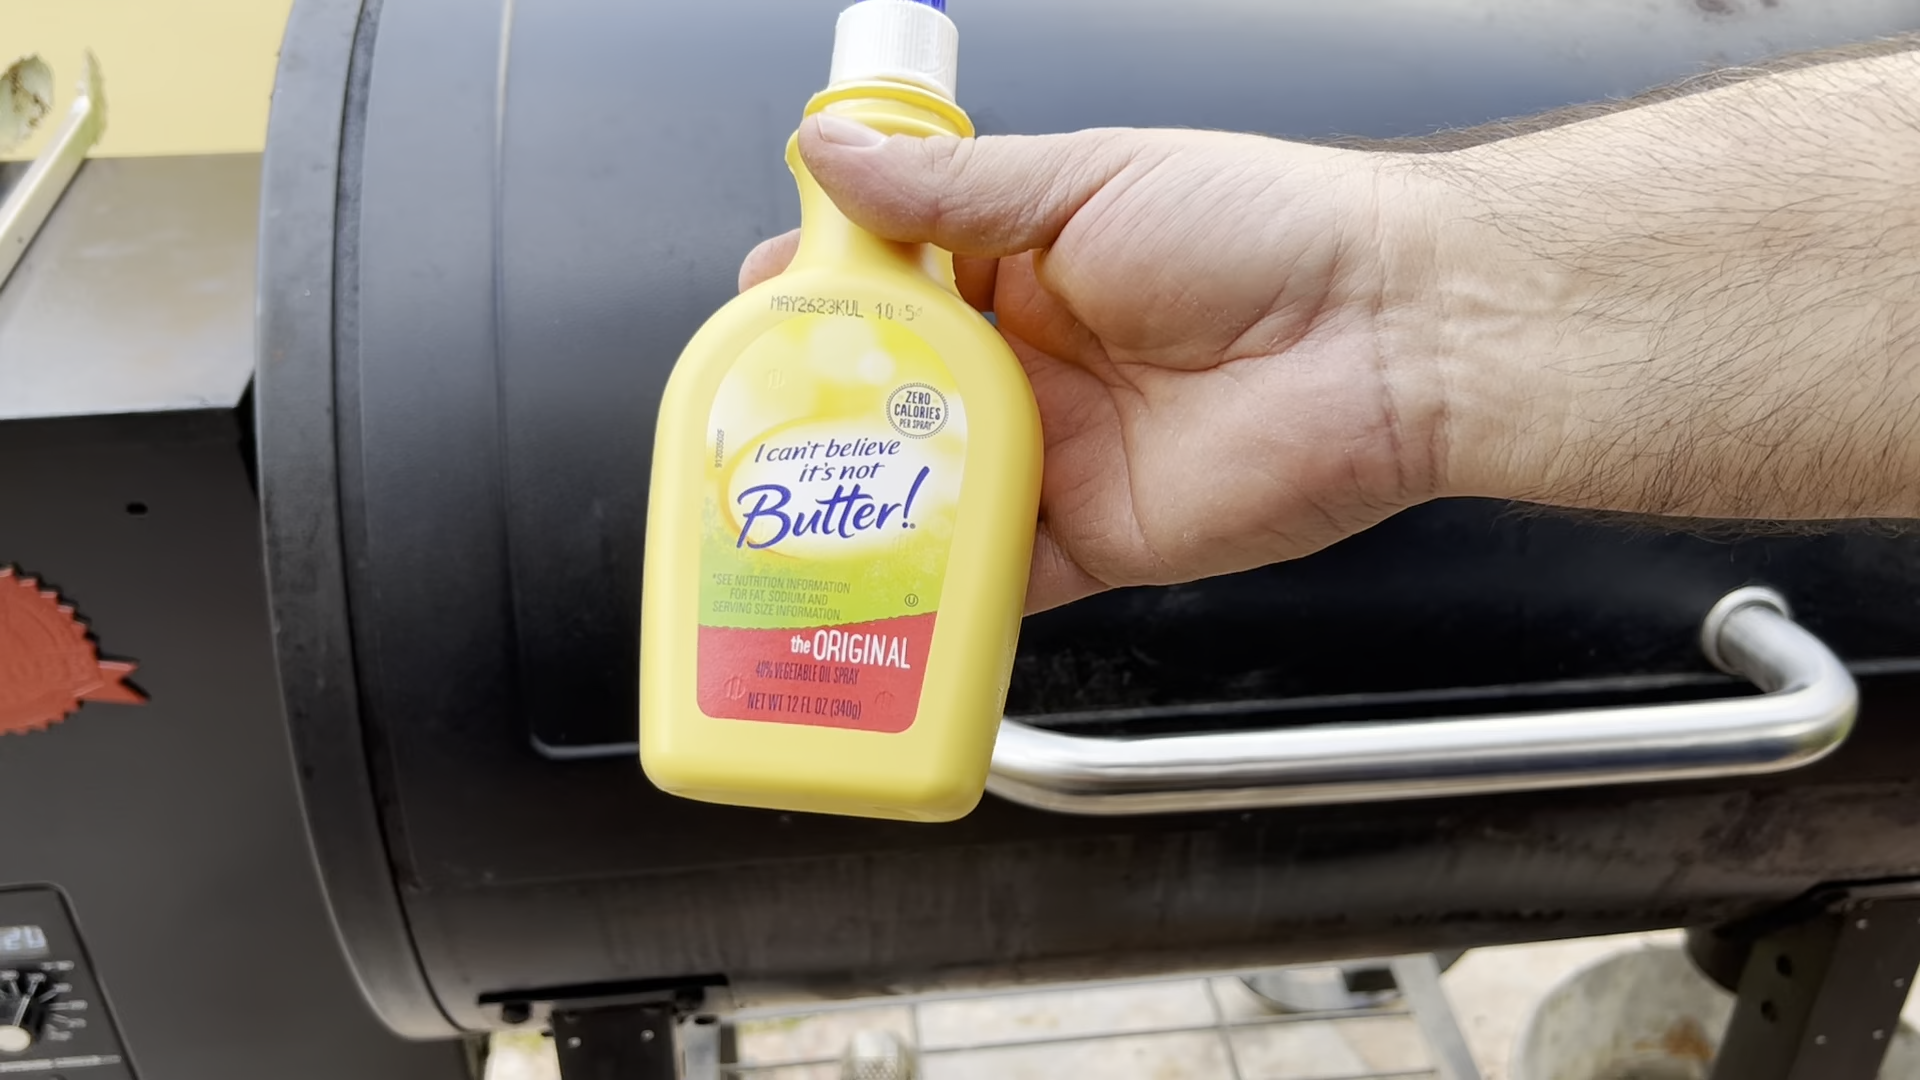 MAY2623KUL 10:5
ZERO
CALORIES
PER SPRAY*
I can't believe
it's not
Butter!
*SEE NUTRITION INFORMATION
FOR FAT, SODIUM AND
SERVING SIZE INFORMATION.
the ORIGINAL
40% VEGETABLE OIL SPRAY
NET WT 12 FL OZ (340g)